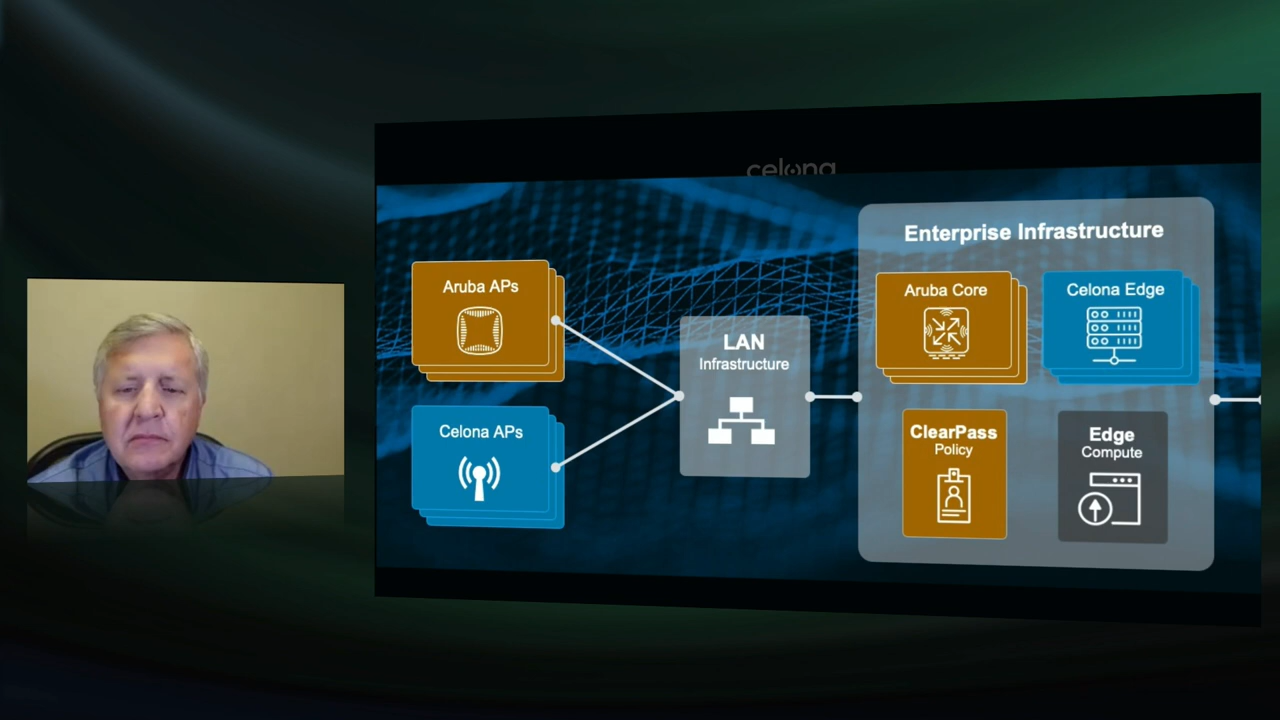 celona
Enterprise Infrastructure
Aruba APs
Aruba Core
Celona Edge
LAN
Infrastructure
Celona APs
ClearPass
Policy
Edge
Compute